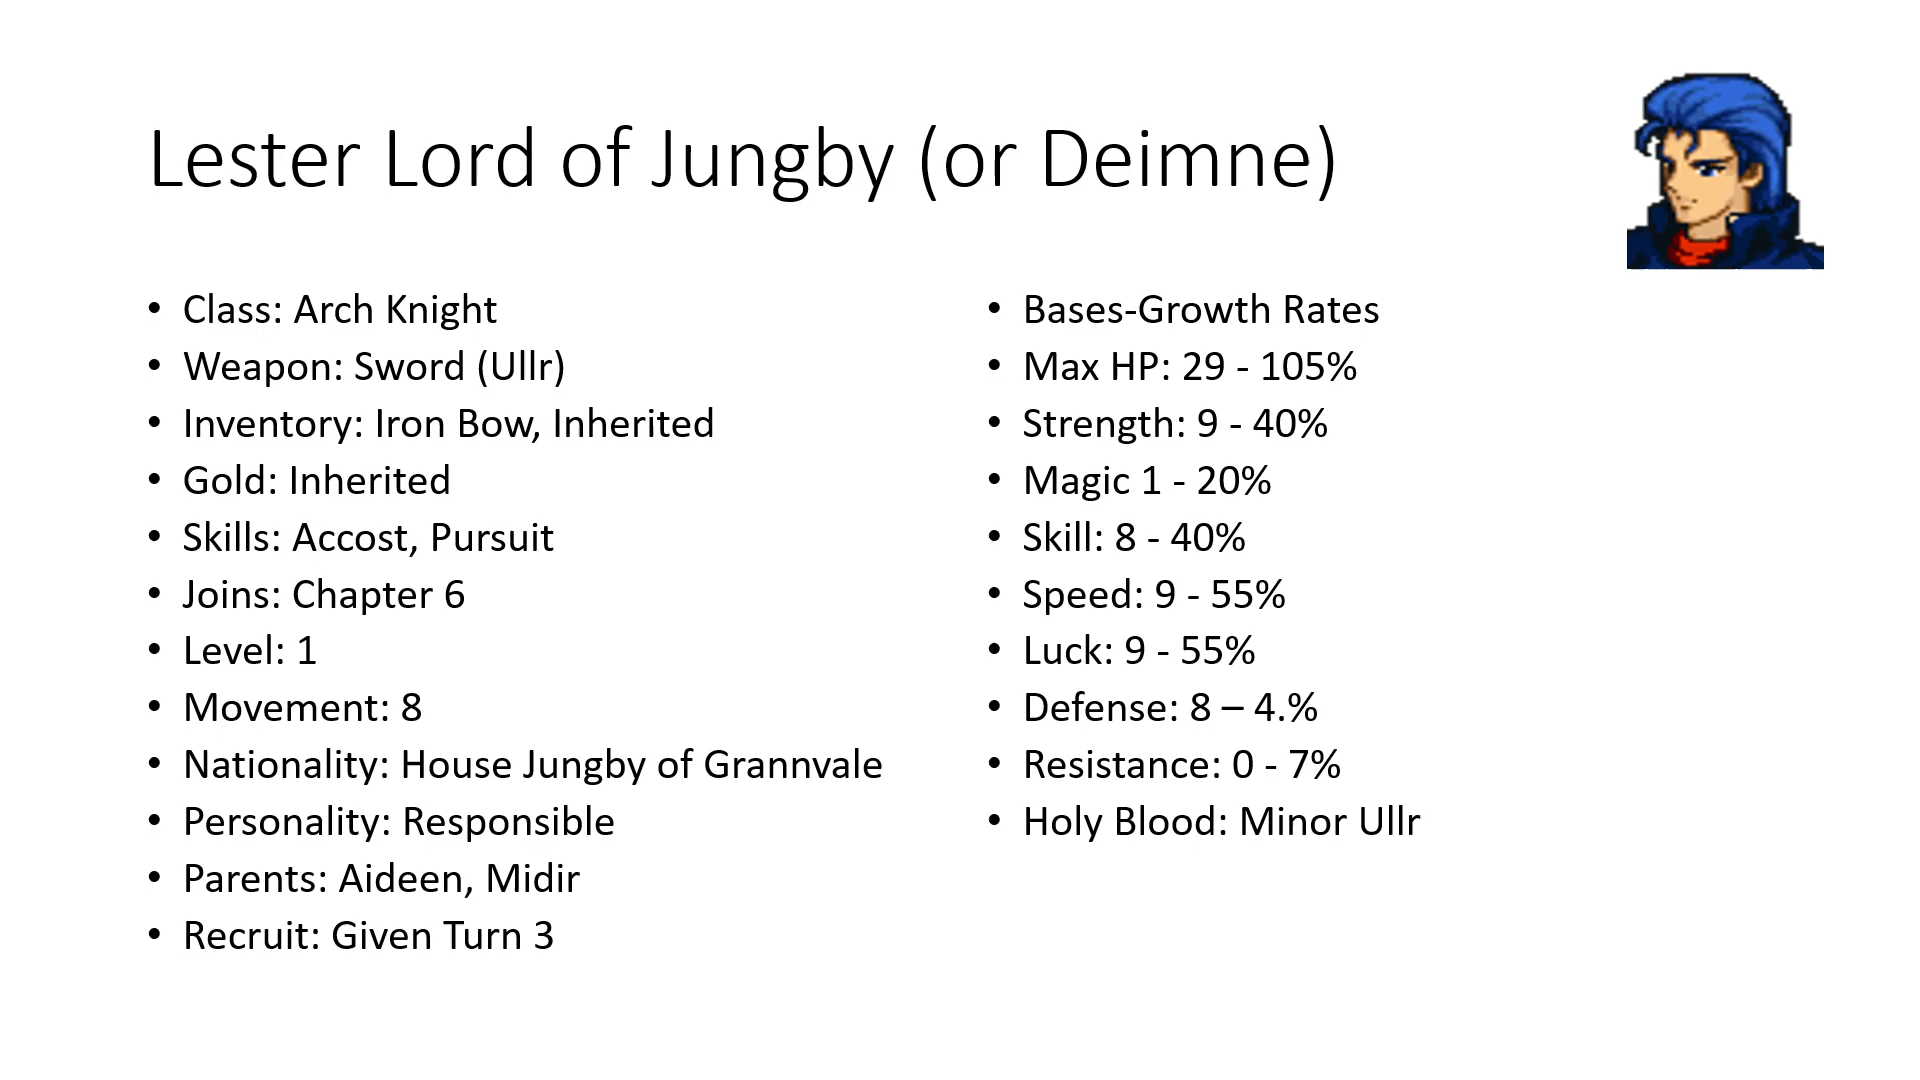 Lester Lord of Jungby (or Deimne)
• Class: Arch Knight
• Weapon: Sword (Ullr)
• Inventory: Iron Bow, Inherited
• Gold: Inherited
• Skills: Accost, Pursuit
• Joins: Chapter 6
• Level: 1
• Movement: 8
• Nationality: House Jungby of Grannvale
• Personality: Responsible
• Parents: Aideen, Midir
• Recruit: Given Turn 3
• Bases-Growth Rates
• Max HP: 29 - 105%
• Strength: 9 - 40%
• Magic 1 - 20%
• Skill: 8 - 40%
• Speed: 9 - 55%
• Luck: 9 - 55%
• Defense: 8 – 4.%
• Resistance: 0 - 7%
• Holy Blood: Minor Ullr